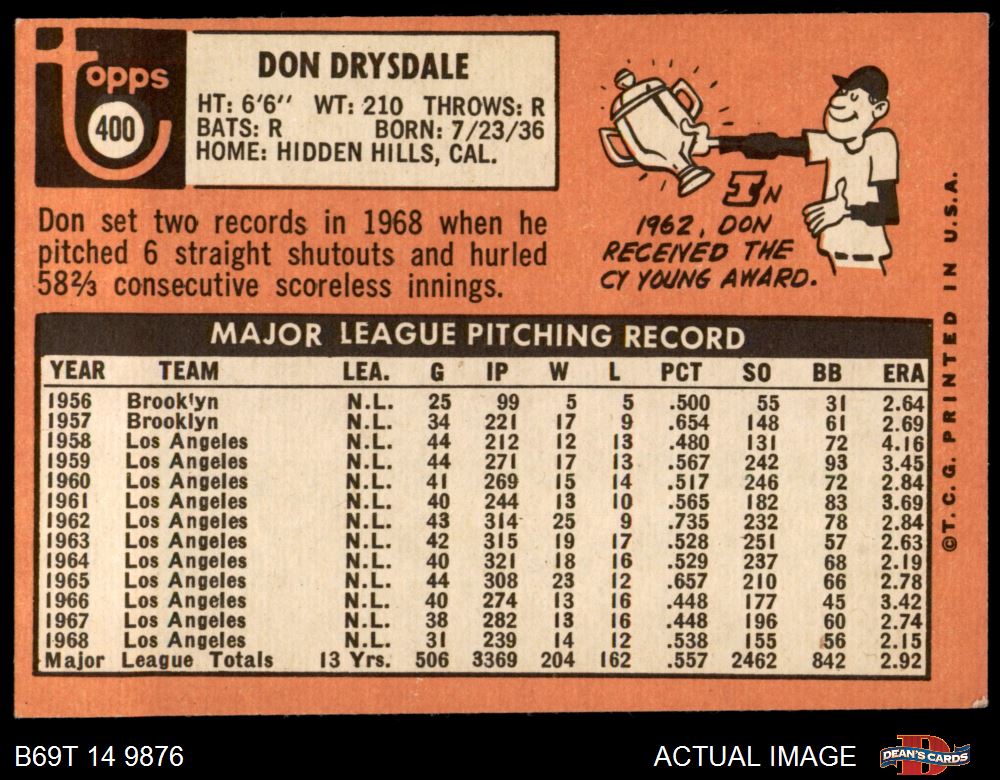 topps
400
DON DRYSDALE
HT: 6'6" WT: 210 THROWS: R
BATS: R BORN: 7/23/36
HOME: HIDDEN HILLS, CAL.
Don set two records in 1968 when he
pitched 6 straight shutouts and hurled
58⅔ consecutive scoreless innings.
IN
1962, DON
RECEIVED THE
CY YOUNG AWARD.
MAJOR LEAGUE PITCHING RECORD
YEAR TEAM LEA. G IP W L PCT SO BB ERA
1956 Brooklyn N.L. 25 99 5 5 .500 55 31 2.64
1957 Brooklyn N.L. 34 221 17 9 .654 148 61 2.69
1958 Los Angeles N.L. 44 212 12 13 .480 131 72 4.16
1959 Los Angeles N.L. 44 271 17 13 .567 242 93 3.45
1960 Los Angeles N.L. 41 269 15 14 .517 246 72 2.84
1961 Los Angeles N.L. 40 244 13 10 .565 182 83 3.69
1962 Los Angeles N.L. 43 314 25 9 .735 232 78 2.84
1963 Los Angeles N.L. 42 315 19 17 .528 251 57 2.63
1964 Los Angeles N.L. 40 321 18 16 .529 237 68 2.19
1965 Los Angeles N.L. 44 308 23 12 .657 210 66 2.78
1966 Los Angeles N.L. 40 274 13 16 .448 177 45 3.42
1967 Los Angeles N.L. 38 282 13 16 .448 196 60 2.74
1968 Los Angeles N.L. 31 239 14 12 .538 155 56 2.15
Major League Totals 13 Yrs. 506 3369 204 162 .557 2462 842 2.92
©T.C.G. PRINTED IN U.S.A.
B69T 14 9876
ACTUAL IMAGE
DEAN'S CARDS